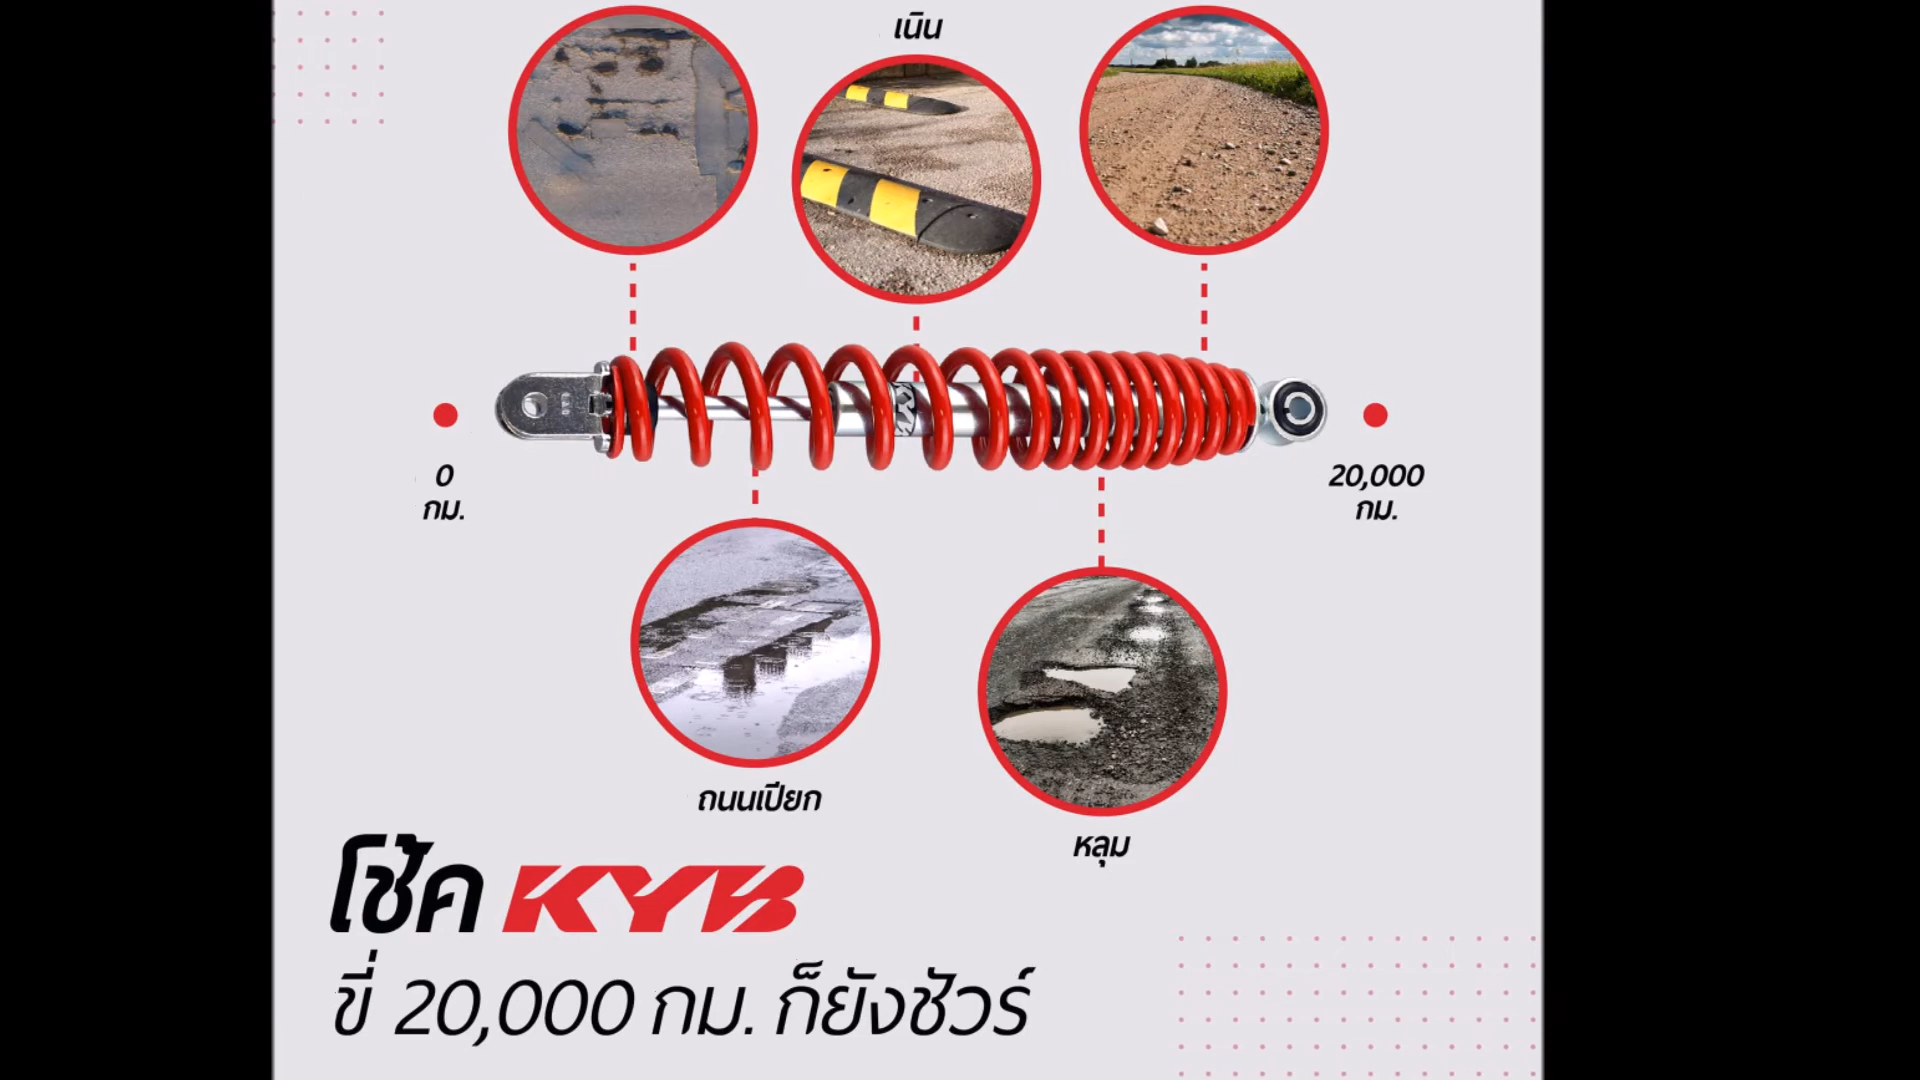 เนิน
KYB
0
กม.
20,000
กม.
ถนนเปียก
หลุม
โช้ค KYB
ขี่ 20,000 กม. ก็ยังชัวร์